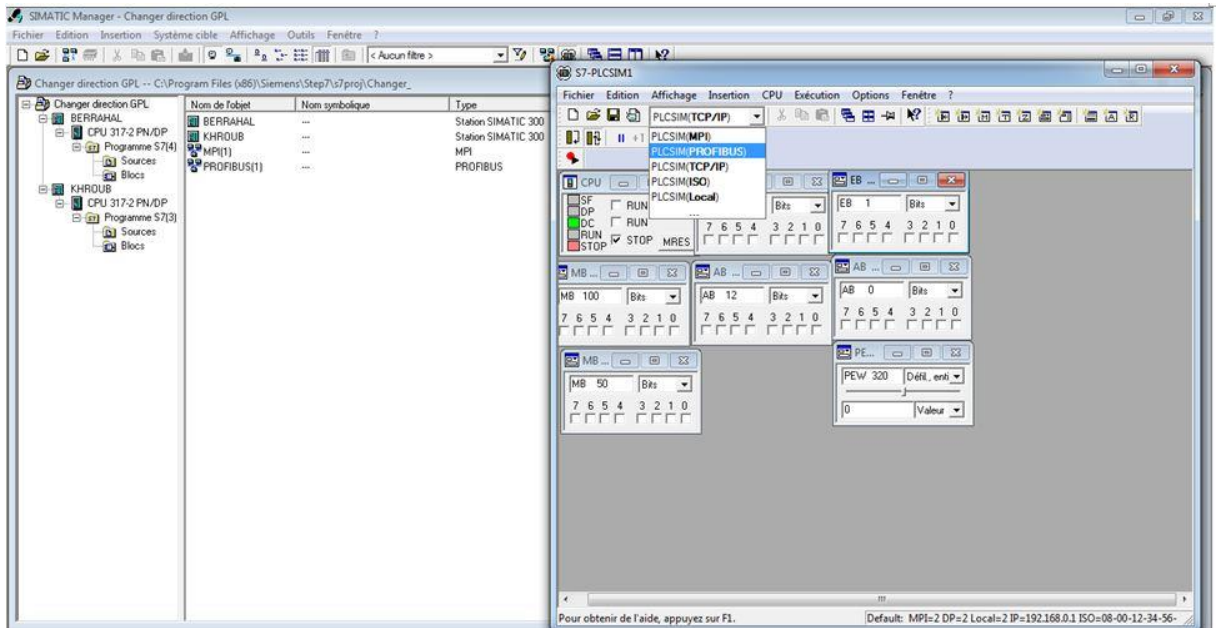 SIMATIC Manager - Changer direction GPL
Fichier Edition Insertion Système cible Affichage Outils Fenêtre ?
< Aucun filtre >
Changer direction GPL -- C:\Program Files (x86)\Siemens\Step7\s7proj\Changer_
Changer direction GPL
BERRAHAL
CPU 317-2 PN/DP
Programme S7(4)
Sources
Blocs
KHROUB
CPU 317-2 PN/DP
Programme S7(3)
Sources
Blocs
Nom de l'objet Nom symbolique Type
BERRAHAL --- Station SIMATIC 300
KHROUB --- Station SIMATIC 300
MPI(1) --- MPI
PROFIBUS(1) --- PROFIBUS
S7-PLCSIM1
Fichier Edition Affichage Insertion CPU Exécution Options Fenêtre ?
PLCSIM(TCP/IP)
PLCSIM(MPI)
PLCSIM(PROFIBUS)
PLCSIM(TCP/IP)
PLCSIM(ISO)
PLCSIM(Local)
...
+1
CPU
SF
DP
DC
RUN
STOP
RUN
RUN
STOP MRES
Bits
7 6 5 4 3 2 1 0
EB ...
EB 1 Bits
7 6 5 4 3 2 1 0
MB ...
MB 100 Bits
7 6 5 4 3 2 1 0
AB ...
AB 12 Bits
7 6 5 4 3 2 1 0
AB ...
AB 0 Bits
7 6 5 4 3 2 1 0
MB ...
MB 50 Bits
7 6 5 4 3 2 1 0
PE...
PEW 320 Défil., enti
0 Valeur
Pour obtenir de l'aide, appuyez sur F1.
Default: MPI=2 DP=2 Local=2 IP=192.168.0.1 ISO=08-00-12-34-56-